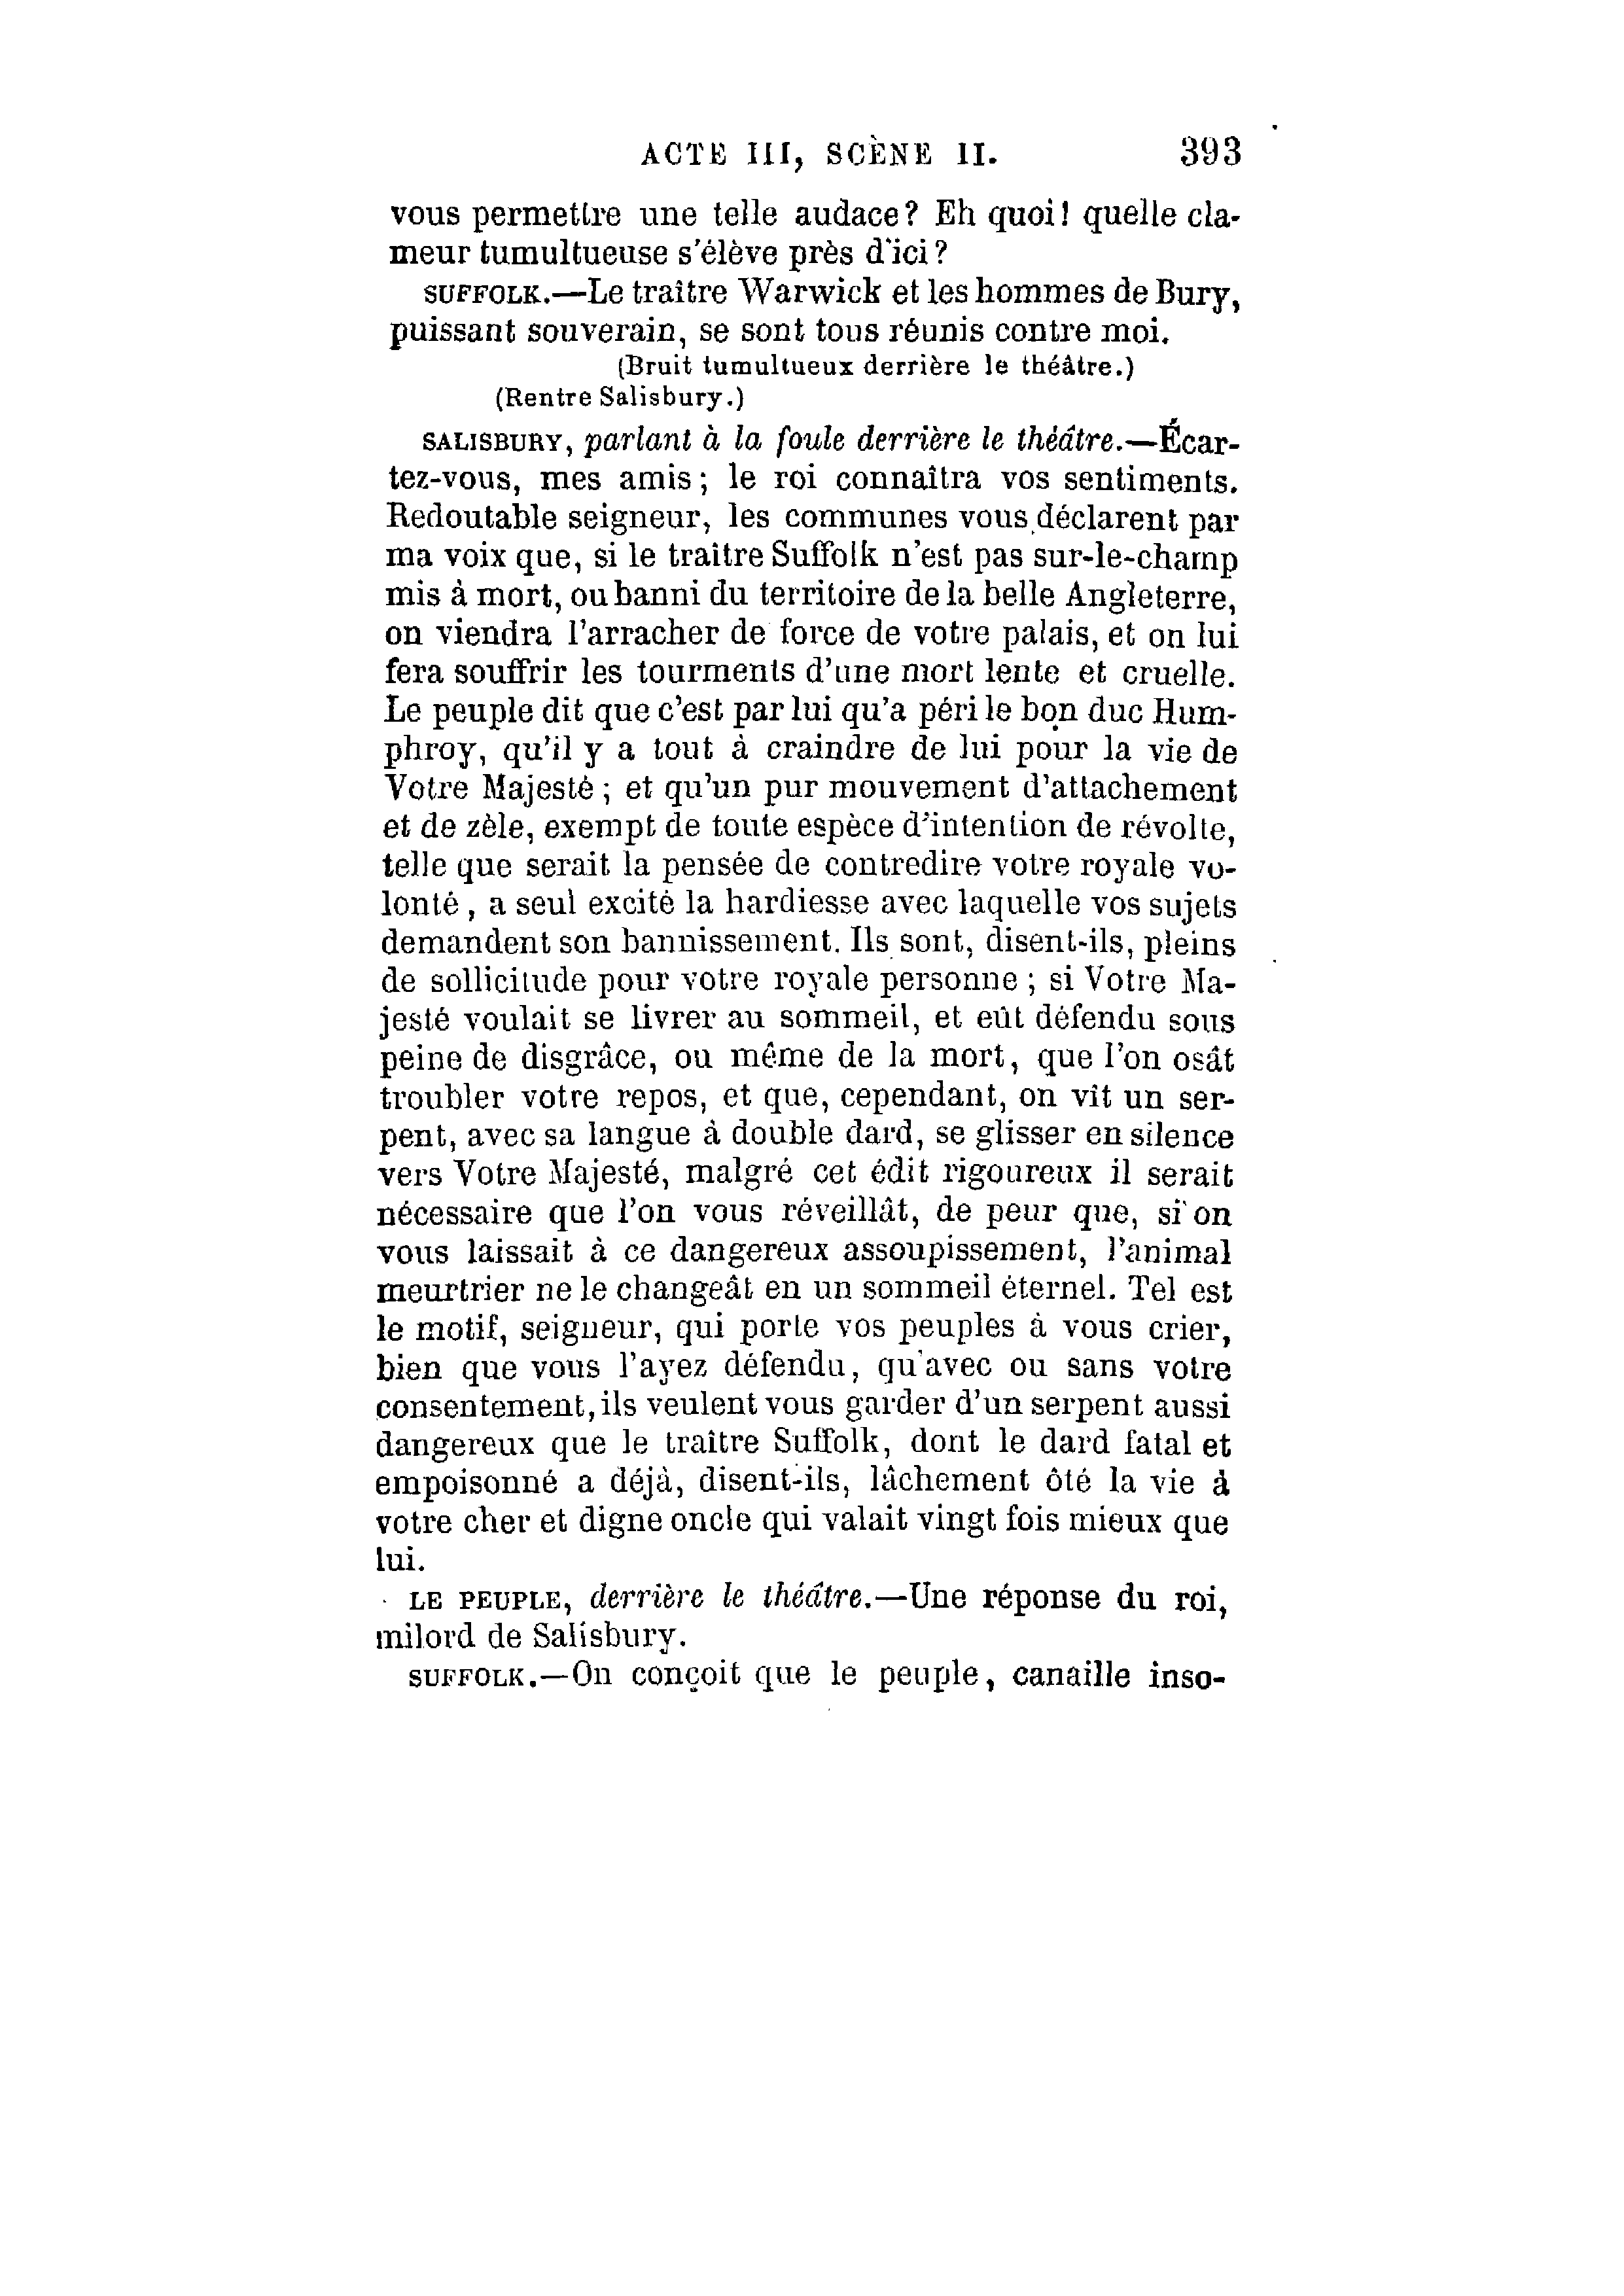 ACTE III, SCÈNE II. 393
vous permettre une telle audace? Eh quoi! quelle cla-
meur tumultueuse s'élève près d'ici?
SUFFOLK.—Le traître Warwick et les hommes de Bury,
puissant souverain, se sont tous réunis contre moi.
(Bruit tumultueux derrière le théâtre.)
(Rentre Salisbury.)
SALISBURY, parlant à la foule derrière le théâtre.—Écar-
tez-vous, mes amis; le roi connaîtra vos sentiments.
Redoutable seigneur, les communes vous déclarent par
ma voix que, si le traître Suffolk n'est pas sur-le-champ
mis à mort, ou banni du territoire de la belle Angleterre,
on viendra l'arracher de force de votre palais, et on lui
fera souffrir les tourments d'une mort lente et cruelle.
Le peuple dit que c'est par lui qu'a péri le bon duc Hum-
phroy, qu'il y a tout à craindre de lui pour la vie de
Votre Majesté; et qu'un pur mouvement d'attachement
et de zèle, exempt de toute espèce d'intention de révolte,
telle que serait la pensée de contredire votre royale vo-
lonté, a seul excité la hardiesse avec laquelle vos sujets
demandent son bannissement. Ils sont, disent-ils, pleins
de sollicitude pour votre royale personne; si Votre Ma-
jesté voulait se livrer au sommeil, et eût défendu sous
peine de disgrâce, ou même de la mort, que l'on osât
troubler votre repos, et que, cependant, on vît un ser-
pent, avec sa langue à double dard, se glisser en silence
vers Votre Majesté, malgré cet édit rigoureux il serait
nécessaire que l'on vous réveillât, de peur que, si on
vous laissait à ce dangereux assoupissement, l'animal
meurtrier ne le changeât en un sommeil éternel. Tel est
le motif, seigneur, qui porte vos peuples à vous crier,
bien que vous l'ayez défendu, qu'avec ou sans votre
consentement, ils veulent vous garder d'un serpent aussi
dangereux que le traître Suffolk, dont le dard fatal et
empoisonné a déjà, disent-ils, lâchement ôté la vie à
votre cher et digne oncle qui valait vingt fois mieux que
lui.
LE PEUPLE, derrière le théâtre.—Une réponse du roi,
milord de Salisbury.
SUFFOLK.—On conçoit que le peuple, canaille inso-